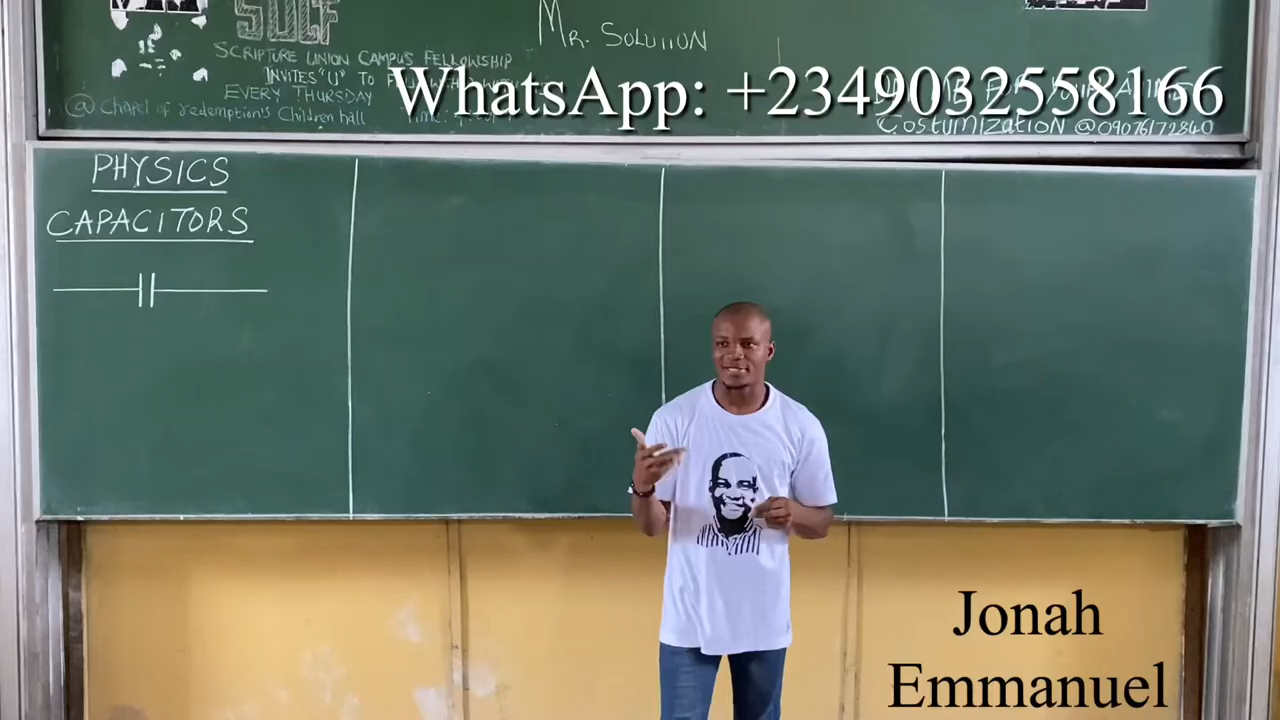 SUCF
Mr. SOLUTION
SCRIPTURE UNION CAMPUS FELLOWSHIP
INVITES "U" TO
EVERY THURSDAY
@ Chapel of redemption's Children hall
WhatsApp: +2349032558166
Costumization @09076172840
PHYSICS
CAPACITORS
Jonah
Emmanuel